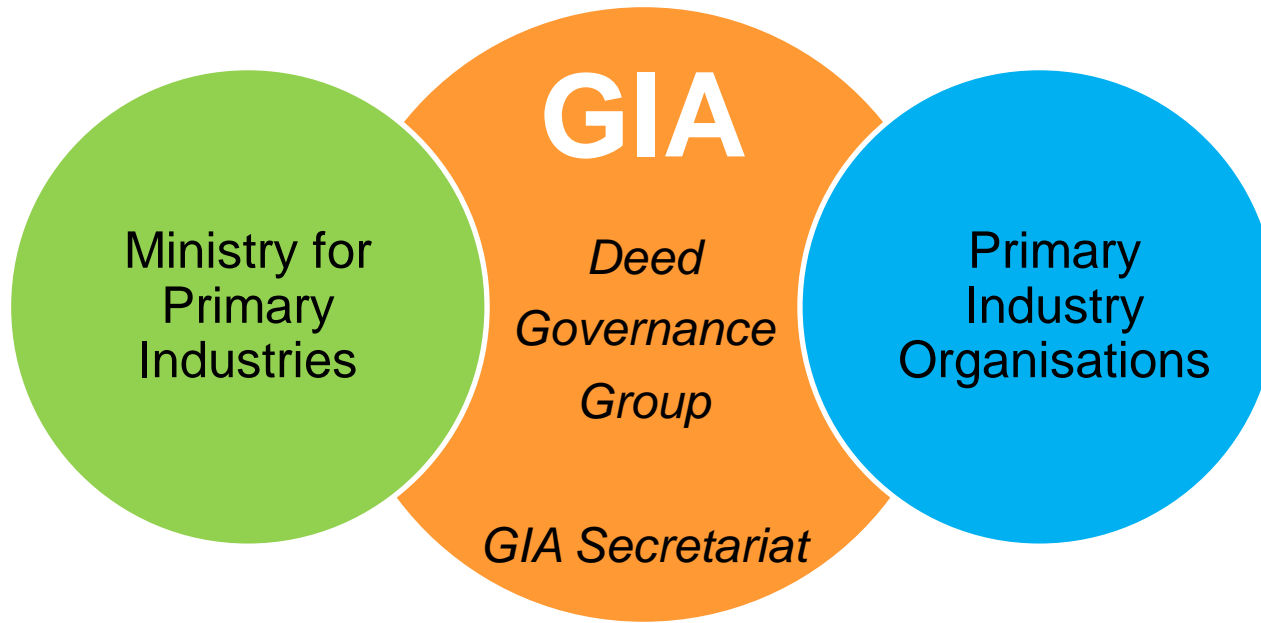 GIA
Ministry for
Primary
Industries
Deed
Governance
Group
GIA Secretariat
Primary
Industry
Organisations